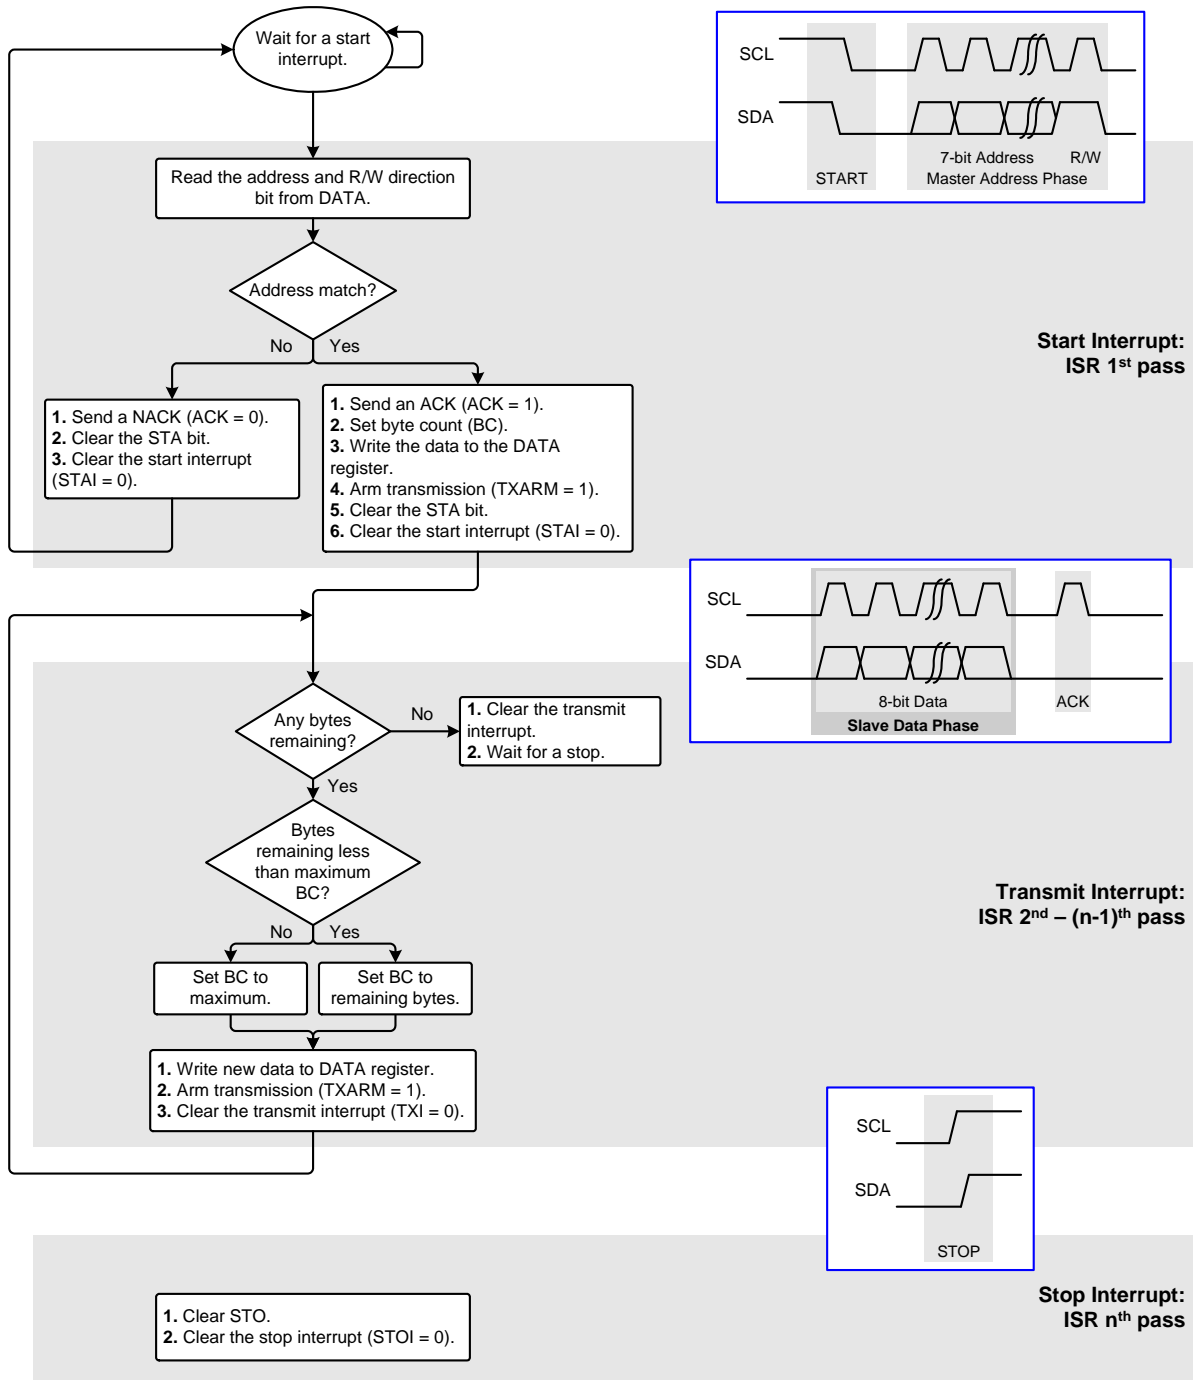 Wait for a start
interrupt.
SCL
SDA
7-bit Address R/W
START Master Address Phase
Read the address and R/W direction
bit from DATA.
Address match?
No Yes
Start Interrupt:
ISR 1st pass
1. Send a NACK (ACK = 0).
2. Clear the STA bit.
3. Clear the start interrupt
(STAI = 0).
1. Send an ACK (ACK = 1).
2. Set byte count (BC).
3. Write the data to the DATA
register.
4. Arm transmission (TXARM = 1).
5. Clear the STA bit.
6. Clear the start interrupt (STAI = 0).
SCL
SDA
8-bit Data ACK
Slave Data Phase
Any bytes
remaining?
No
1. Clear the transmit
interrupt.
2. Wait for a stop.
Yes
Bytes
remaining less
than maximum
BC?
No Yes
Transmit Interrupt:
ISR 2nd – (n-1)th pass
Set BC to
maximum.
Set BC to
remaining bytes.
1. Write new data to DATA register.
2. Arm transmission (TXARM = 1).
3. Clear the transmit interrupt (TXI = 0).
SCL
SDA
STOP
Stop Interrupt:
ISR nth pass
1. Clear STO.
2. Clear the stop interrupt (STOI = 0).